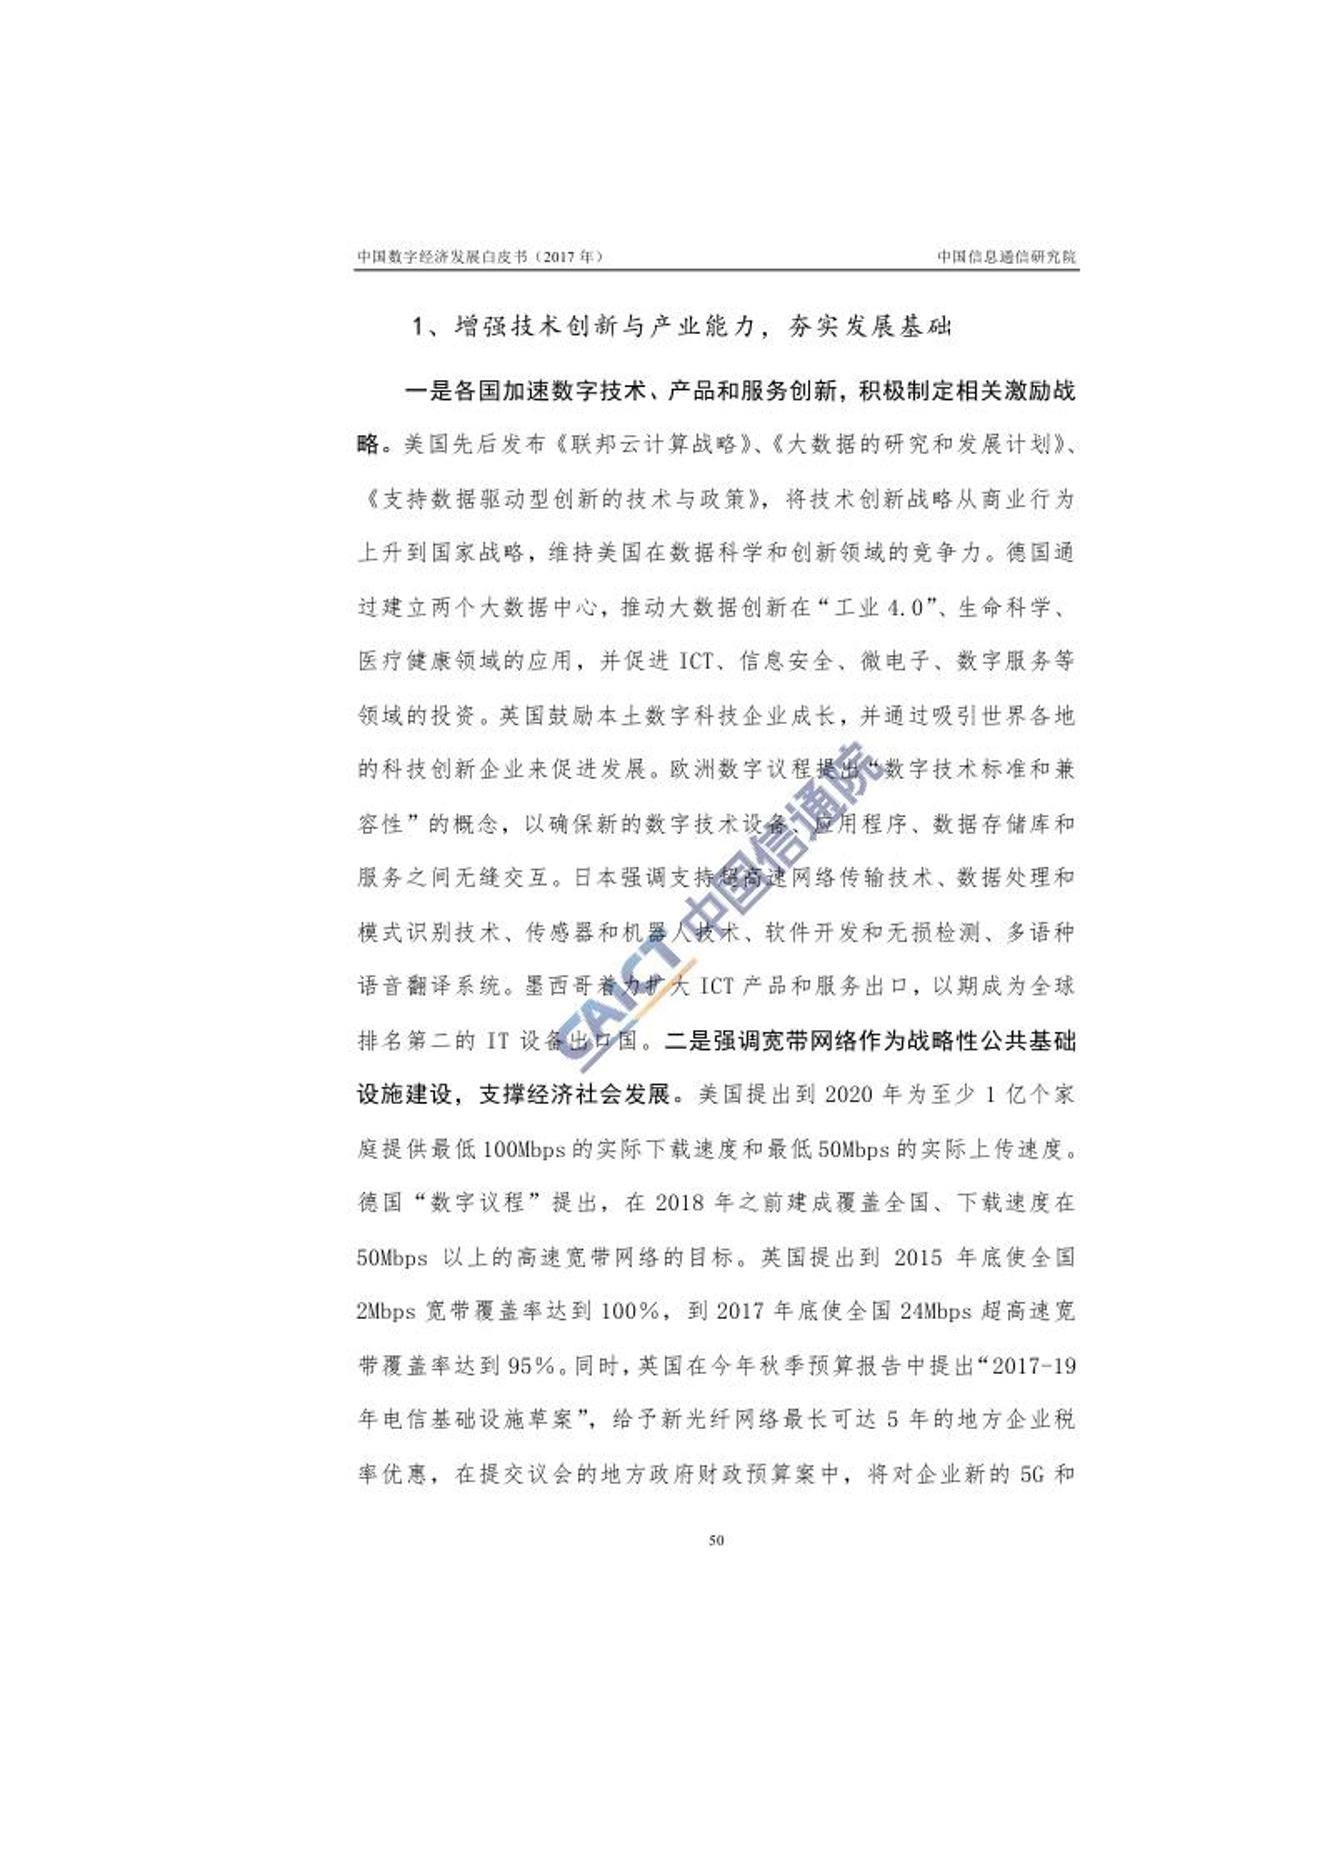 中国数字经济发展白皮书（2017 年） 中国信息通信研究院
1、增强技术创新与产业能力，夯实发展基础
一是各国加速数字技术、产品和服务创新，积极制定相关激励战
略。美国先后发布《联邦云计算战略》、《大数据的研究和发展计划》、
《支持数据驱动型创新的技术与政策》，将技术创新战略从商业行为
上升到国家战略，维持美国在数据科学和创新领域的竞争力。德国通
过建立两个大数据中心，推动大数据创新在“工业 4.0”、生命科学、
医疗健康领域的应用，并促进 ICT、信息安全、微电子、数字服务等
领域的投资。英国鼓励本土数字科技企业成长，并通过吸引世界各地
的科技创新企业来促进发展。欧洲数字议程提出“数字技术标准和兼
容性”的概念，以确保新的数字技术设备、应用程序、数据存储库和
服务之间无缝交互。日本强调支持超高速网络传输技术、数据处理和
模式识别技术、传感器和机器人技术、软件开发和无损检测、多语种
语音翻译系统。墨西哥着力扩大 ICT 产品和服务出口，以期成为全球
排名第二的 IT 设备出口国。二是强调宽带网络作为战略性公共基础
设施建设，支撑经济社会发展。美国提出到 2020 年为至少 1 亿个家
庭提供最低 100Mbps 的实际下载速度和最低 50Mbps 的实际上传速度。
德国“数字议程”提出，在 2018 年之前建成覆盖全国、下载速度在
50Mbps 以上的高速宽带网络的目标。英国提出到 2015 年底使全国
2Mbps 宽带覆盖率达到 100%，到 2017 年底使全国 24Mbps 超高速宽
带覆盖率达到 95%。同时，英国在今年秋季预算报告中提出“2017-19
年电信基础设施草案”，给予新光纤网络最长可达 5 年的地方企业税
率优惠，在提交议会的地方政府财政预算案中，将对企业新的 5G 和
CAICT 中国信通院
50